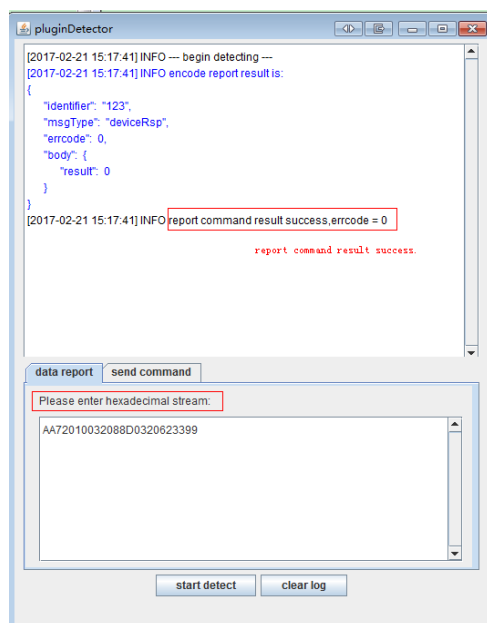 pluginDetector
[2017-02-21 15:17:41] INFO --- begin detecting ---
[2017-02-21 15:17:41] INFO encode report result is:
{
"identifier": "123",
"msgType": "deviceRsp",
"errcode": 0,
"body": {
"result": 0
}
}
[2017-02-21 15:17:41] INFO report command result success,errcode = 0
report command result success.
data report send command
Please enter hexadecimal stream:
AA72010032088D0320623399
start detect clear log